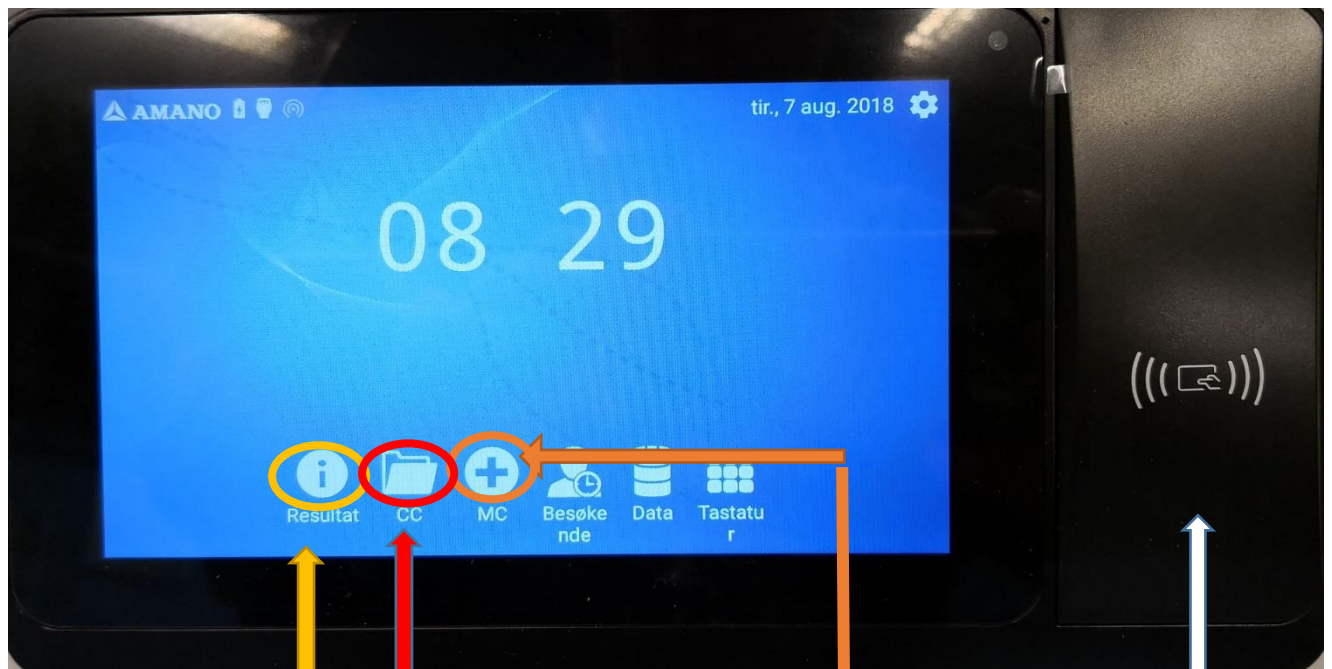 AMANO
tir., 7 aug. 2018
08 29
Resultat CC MC Besøke Data Tastatu
nde r